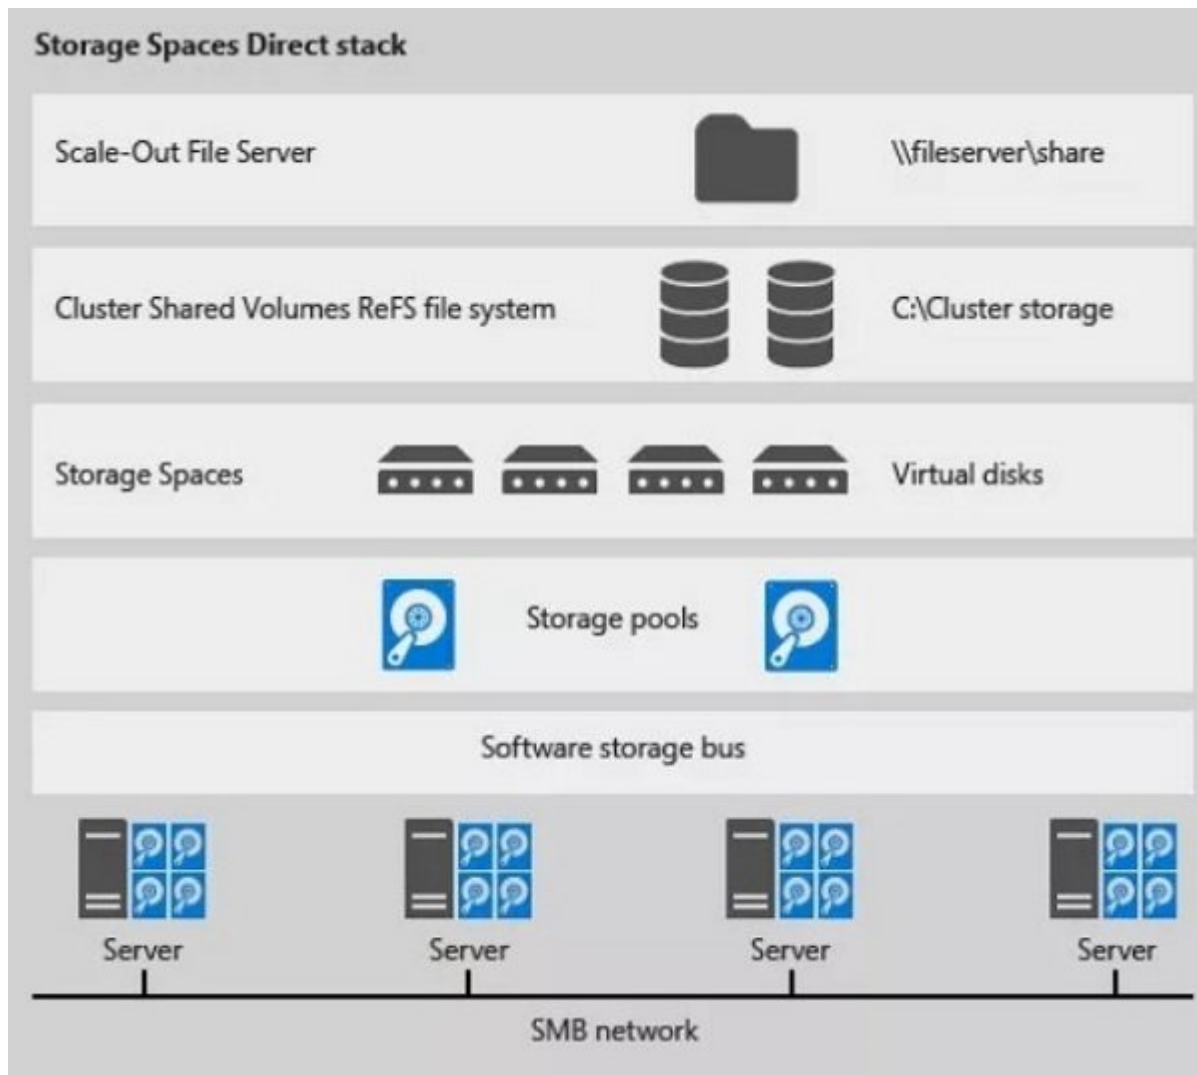 Storage Spaces Direct stack
Scale-Out File Server
\\fileserver\share
Cluster Shared Volumes ReFS file system
C:\Cluster storage
Storage Spaces
Virtual disks
Storage pools
Software storage bus
Server
Server
Server
Server
SMB network